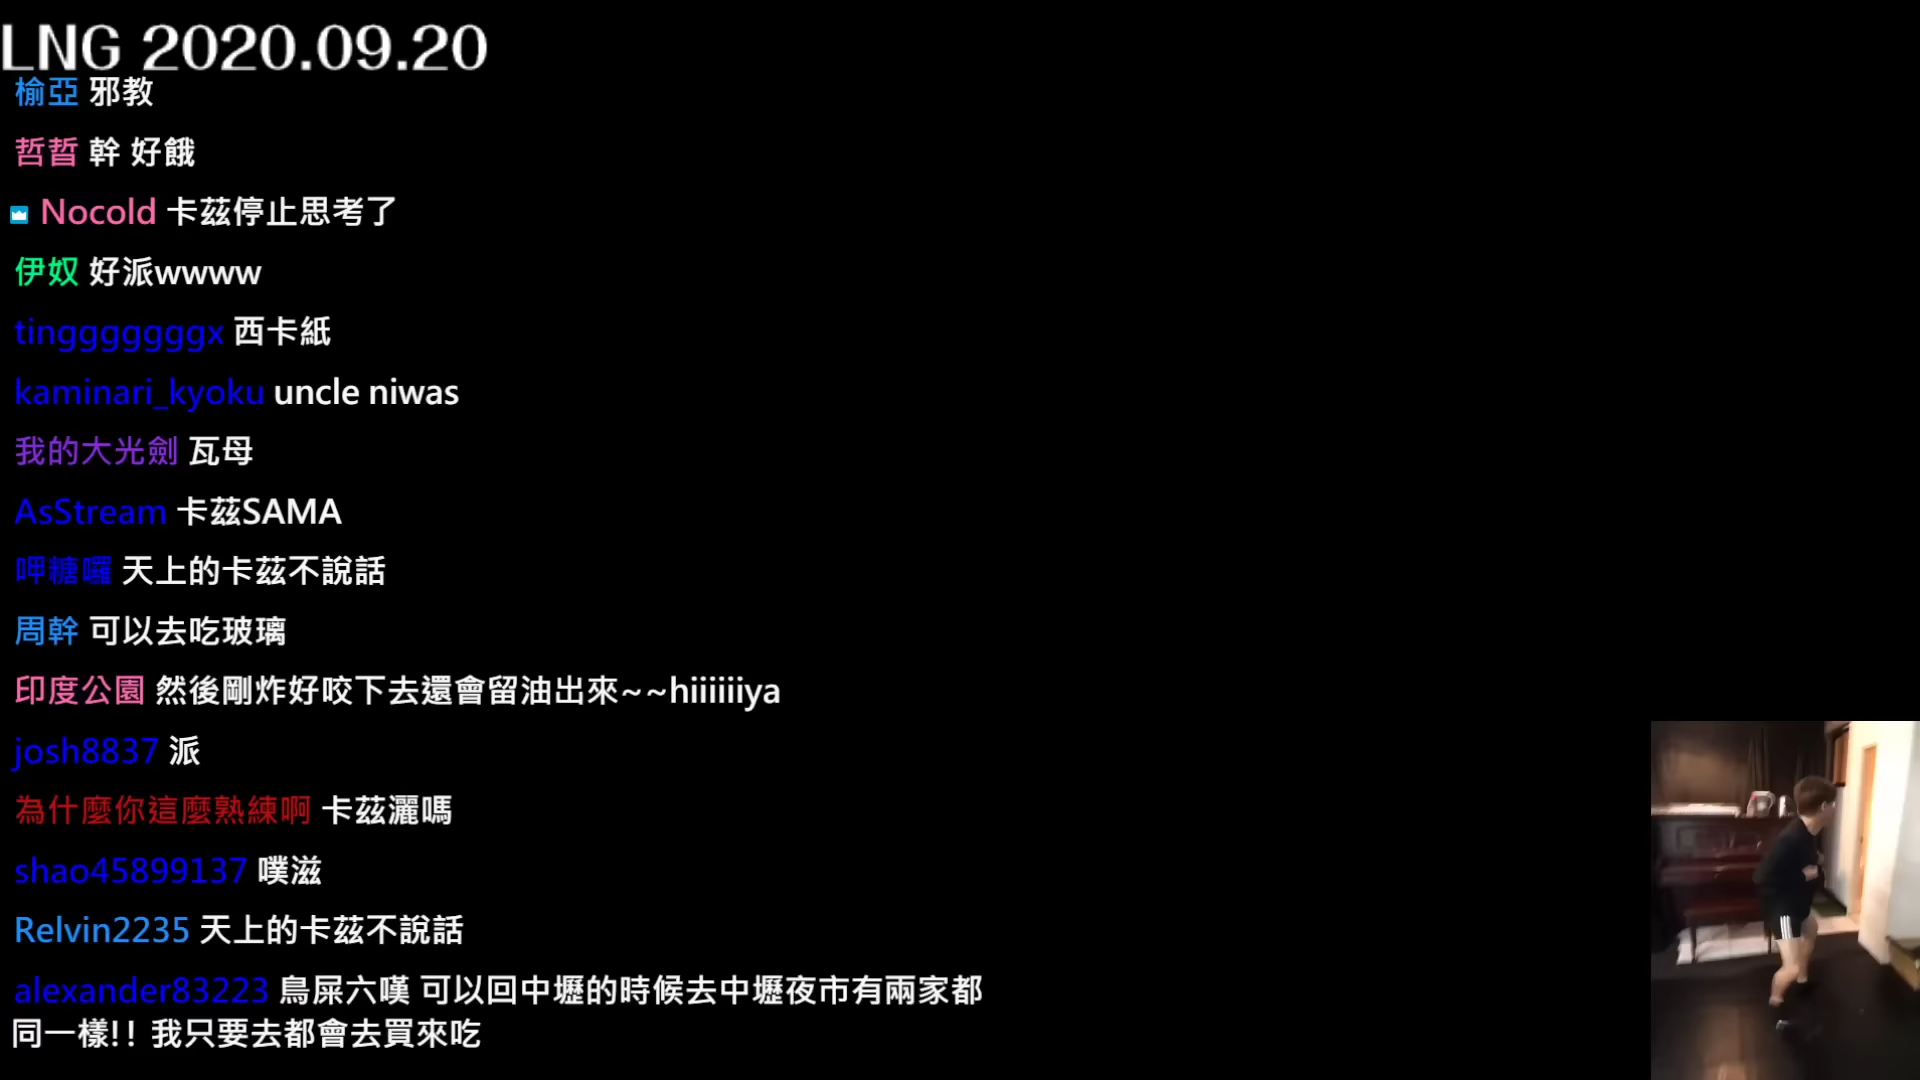 LNG 2020.09.20
榆亞 邪教
哲晢 幹 好餓
Nocold 卡茲停止思考了
伊奴 好派wwww
tingggggggx 西卡紙
kaminari_kyoku uncle niwas
我的大光劍 瓦母
AsStream 卡茲SAMA
呷糖囉 天上的卡茲不說話
周幹 可以去吃玻璃
印度公園 然後剛炸好咬下去還會留油出來~~hiiiiiiya
josh8837 派
為什麼你這麼熟練啊 卡茲灑嗎
shao45899137 噗滋
Relvin2235 天上的卡茲不說話
alexander83223 鳥屎六嘆 可以回中壢的時候去中壢夜市有兩家都
同一樣!! 我只要去都會去買來吃